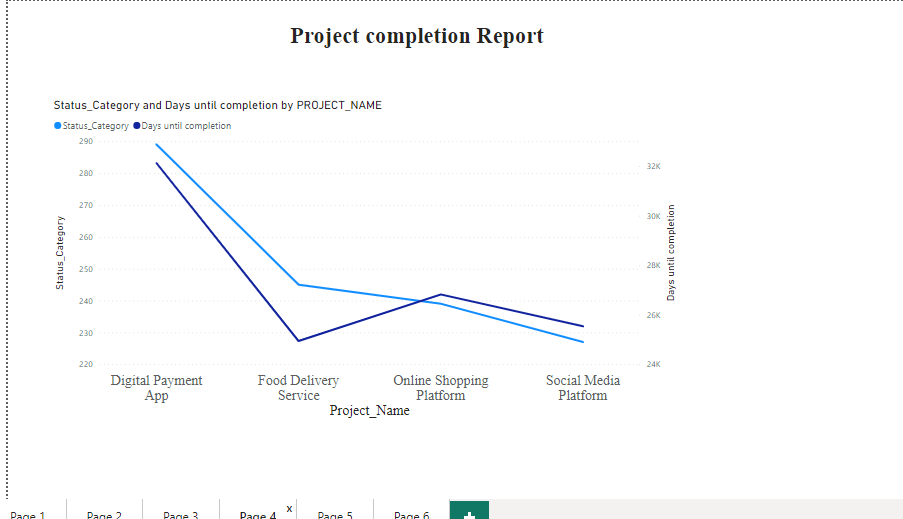 Project completion Report
Status_Category and Days until completion by PROJECT_NAME
Status_Category Days until completion
290
280
270
260
250
240
230
220
Status_Category
32K
30K
28K
26K
24K
Days until completion
Digital Payment App
Food Delivery Service
Online Shopping Platform
Social Media Platform
Project_Name
Page 1 Page 2 Page 3 Page 4 x Page 5 Page 6